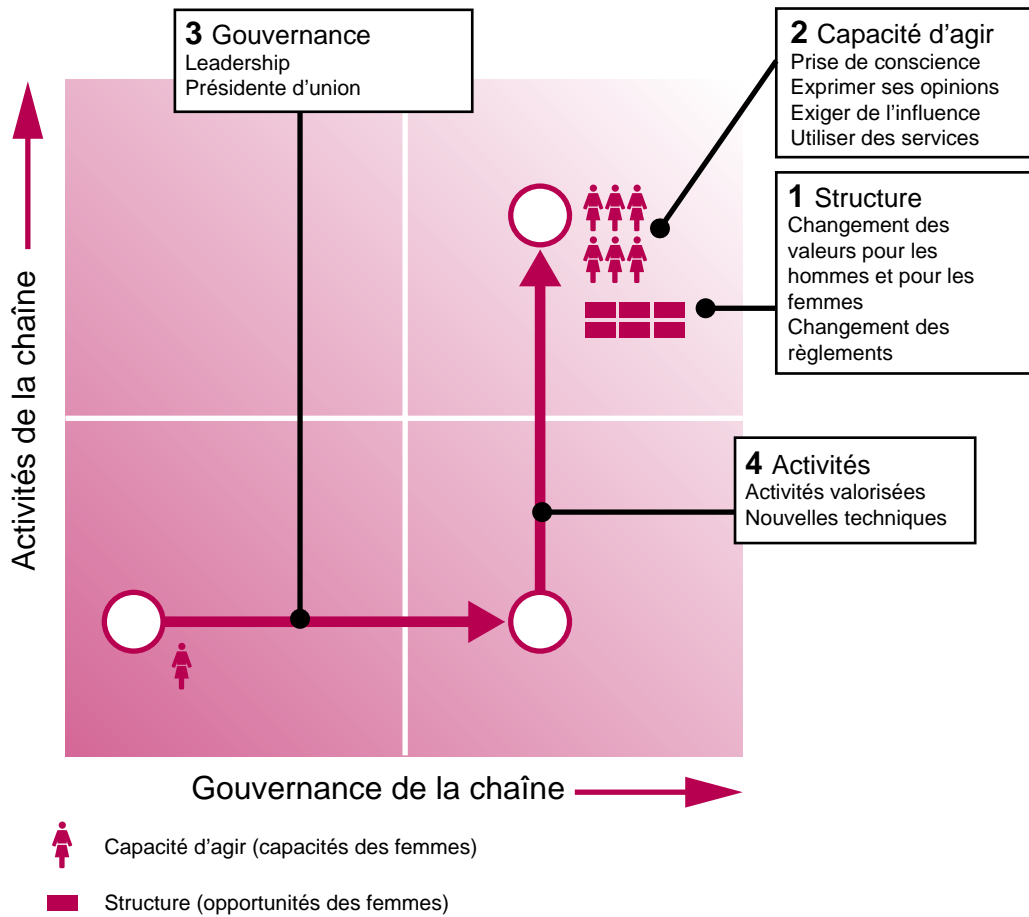 3 Gouvernance
Leadership
Présidente d’union
2 Capacité d’agir
Prise de conscience
Exprimer ses opinions
Exiger de l’influence
Utiliser des services
1 Structure
Changement des
valeurs pour les
hommes et pour les
femmes
Changement des
règlements
4 Activités
Activités valorisées
Nouvelles techniques
Activités de la chaîne
Gouvernance de la chaîne
Capacité d’agir (capacités des femmes)
Structure (opportunités des femmes)